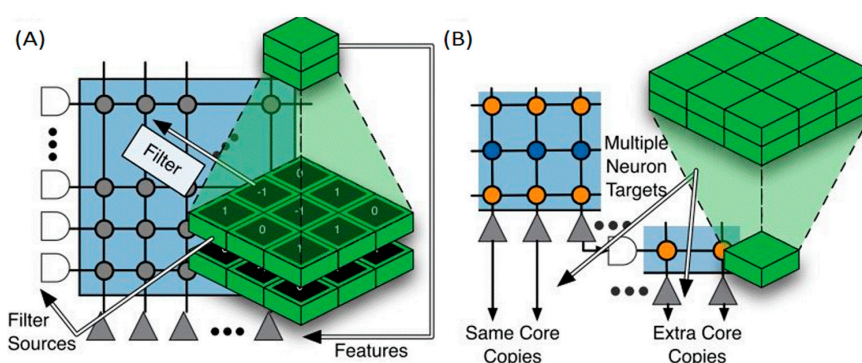 (A)
(B)
Filter
0
-1
1
1
-1
0
0
1
1
Multiple
Neuron
Targets
Filter
Sources
Features
Same Core
Copies
Extra Core
Copies